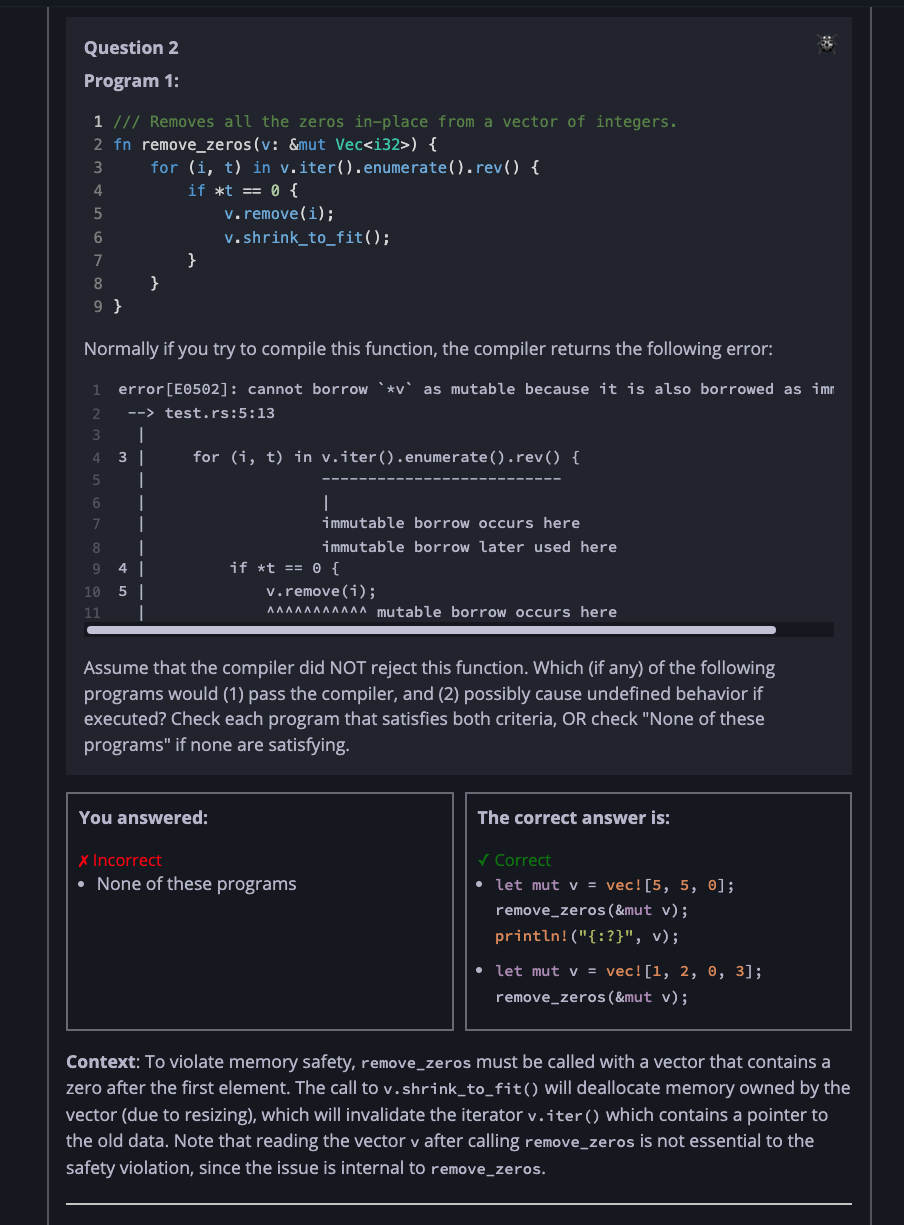 Question 2
Program 1:
1 /// Removes all the zeros in-place from a vector of integers.
2 fn remove_zeros(v: &mut Vec<i32>) {
3     for (i, t) in v.iter().enumerate().rev() {
4         if *t == 0 {
5             v.remove(i);
6             v.shrink_to_fit();
7         }
8     }
9 }
Normally if you try to compile this function, the compiler returns the following error:
1 error[E0502]: cannot borrow `*v` as mutable because it is also borrowed as imm
2  --> test.rs:5:13
3   |
4 3 |     for (i, t) in v.iter().enumerate().rev() {
5   |                   --------------------------
6   |                   |
7   |                   immutable borrow occurs here
8   |                   immutable borrow later used here
9 4 |         if *t == 0 {
10 5 |             v.remove(i);
11   |             ^^^^^^^^^^^ mutable borrow occurs here
Assume that the compiler did NOT reject this function. Which (if any) of the following
programs would (1) pass the compiler, and (2) possibly cause undefined behavior if
executed? Check each program that satisfies both criteria, OR check "None of these
programs" if none are satisfying.
You answered:
✗ Incorrect
• None of these programs
The correct answer is:
✓ Correct
• let mut v = vec![5, 5, 0];
remove_zeros(&mut v);
println!("{:?}", v);
• let mut v = vec![1, 2, 0, 3];
remove_zeros(&mut v);
Context: To violate memory safety, remove_zeros must be called with a vector that contains a
zero after the first element. The call to v.shrink_to_fit() will deallocate memory owned by the
vector (due to resizing), which will invalidate the iterator v.iter() which contains a pointer to
the old data. Note that reading the vector v after calling remove_zeros is not essential to the
safety violation, since the issue is internal to remove_zeros.